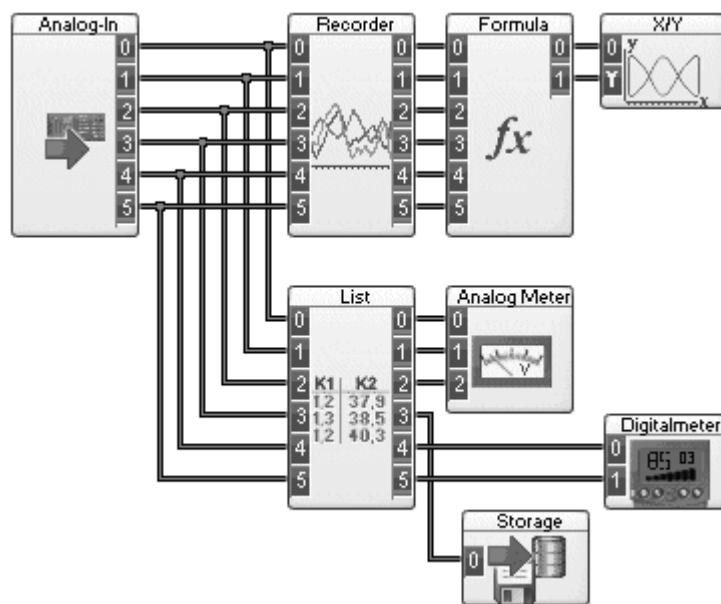 Analog-In
0
1
2
3
4
5
Recorder
0 0
1 1
2 2
3 3
4 4
5 5
Formula
0 0
1 1
2
3
4
5
fx
X/Y
0
Y
y
x
List
0 0
1 1
2 2
3 3
4 4
5 5
K1 K2
1,2 37,9
1,3 38,5
1,2 40,3
Analog Meter
0
1
2
V
Digitalmeter
0
1
85 03
Storage
0